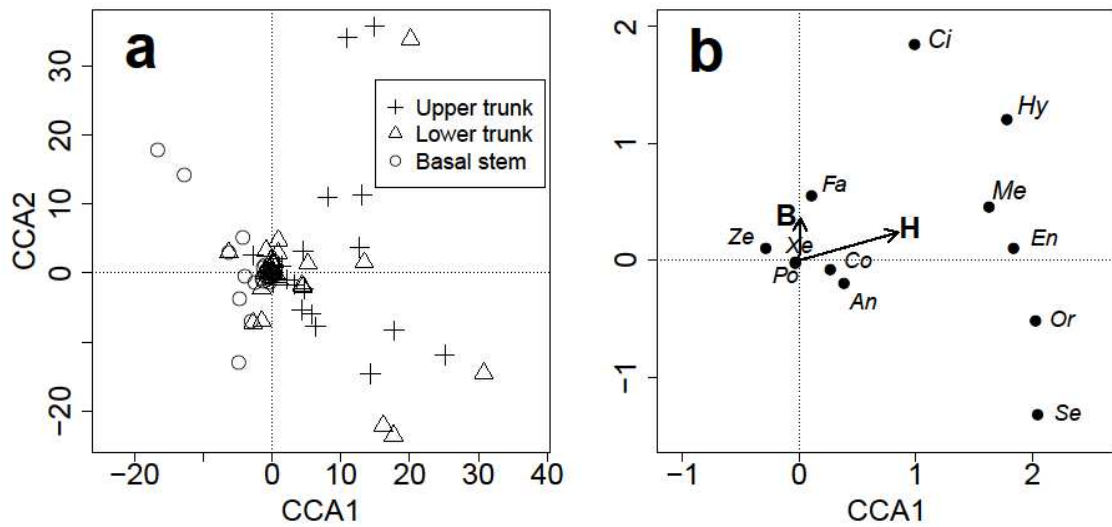 a
Upper trunk
Lower trunk
Basal stem
30
20
10
0
−20
CCA2
−20
0
10
20
30
40
CCA1
b
2
1
0
−1
Ci
Hy
Me
En
Or
Se
Fa
B
H
Ze
Xe
Po
Co
An
−1
0
1
2
CCA1